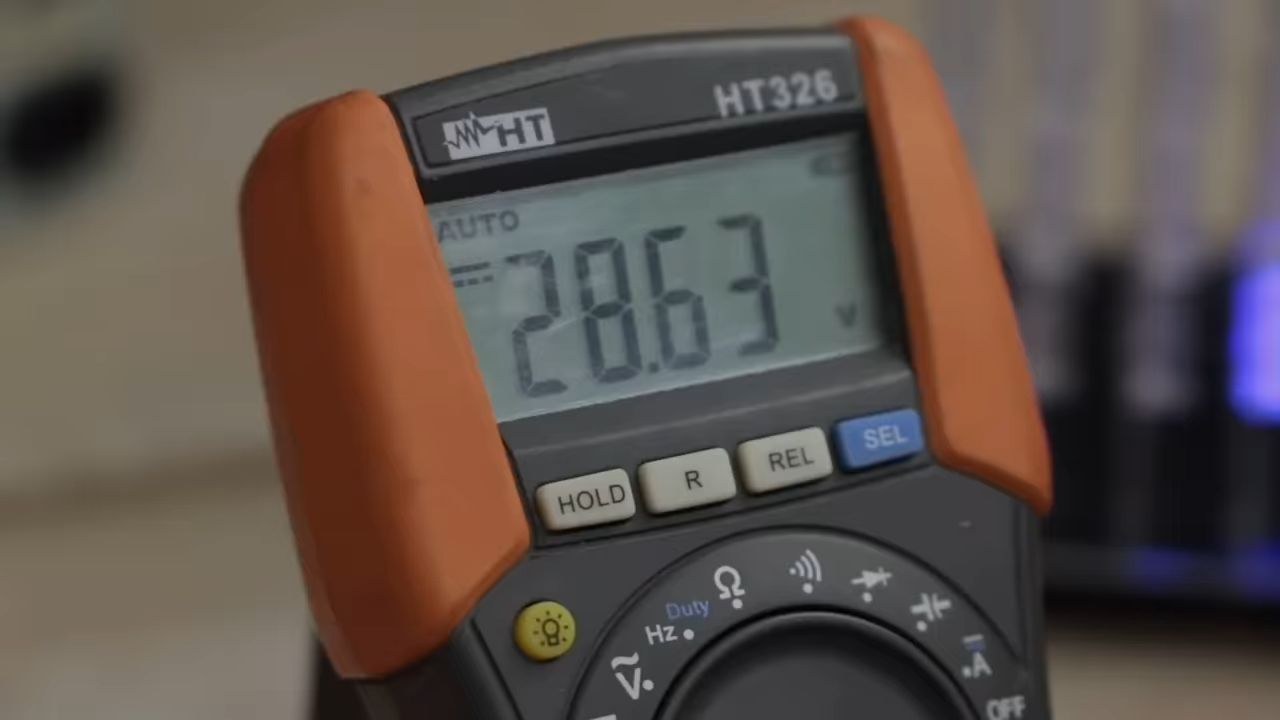 HT
HT326
AUTO
28.63
V
HOLD
R
REL
SEL
Ω
Duty
Hz
V
A
OFF